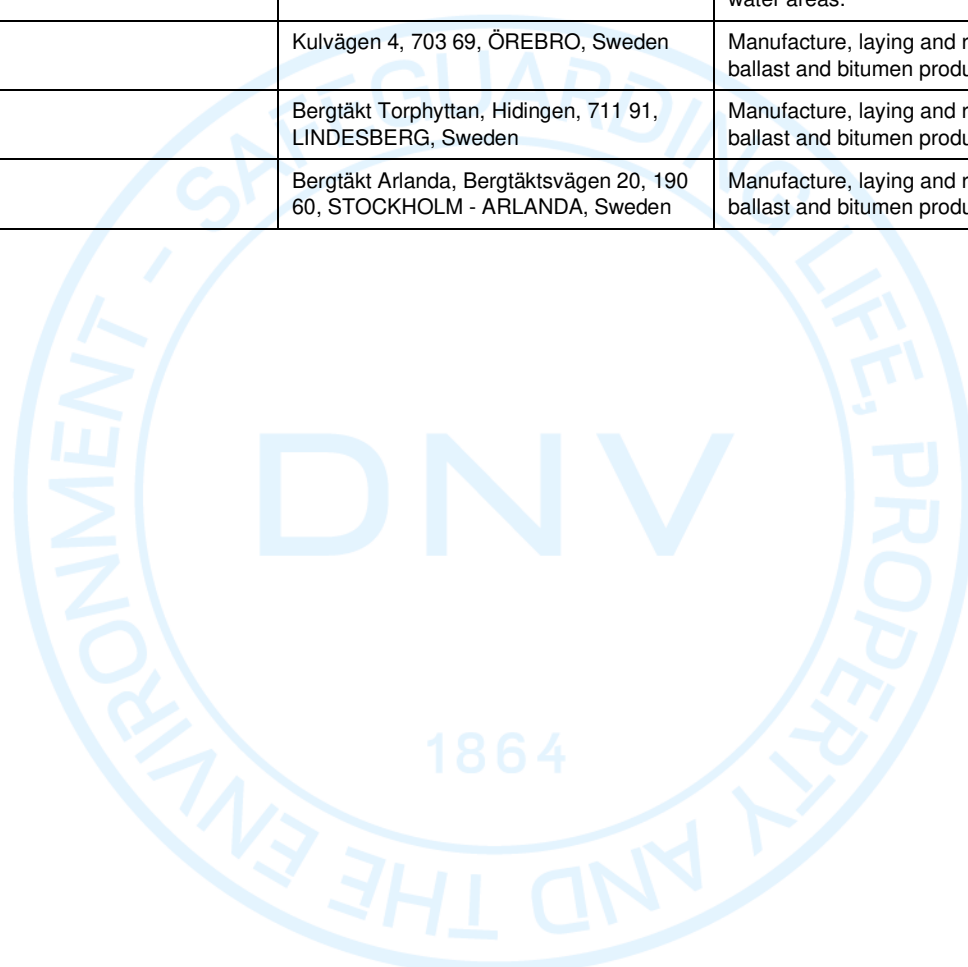 water areas.
Kulvägen 4, 703 69, ÖREBRO, Sweden
Manufacture, laying and
ballast and bitumen
Bergtäkt Torphyttan, Hidingen, 711 91,
LINDESBERG, Sweden
Manufacture, laying and
ballast and bitumen
Bergtäkt Arlanda, Bergtäktsvägen 20, 190
60, STOCKHOLM - ARLANDA, Sweden
Manufacture, laying and
ballast and bitumen
SAFEGUARDING LIFE, PROPERTY AND THE ENVIRONMENT -
DNV
1864